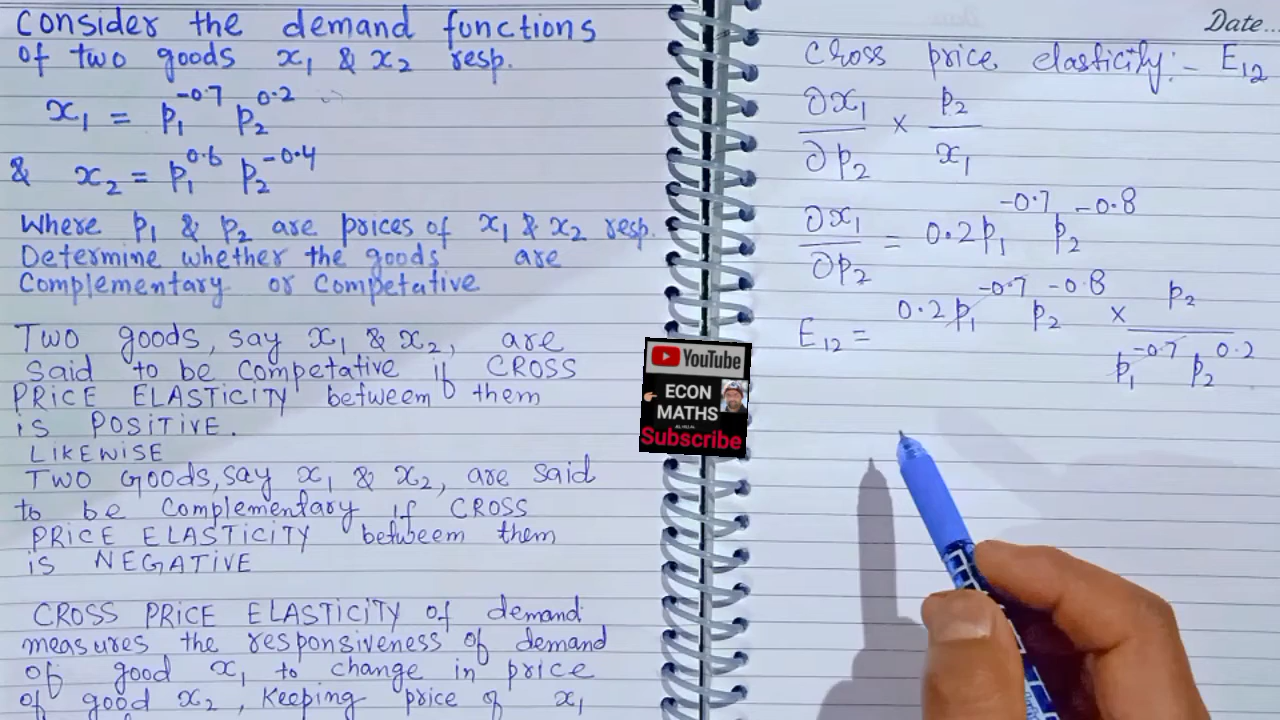 Consider the demand functions
of two goods x₁ & x₂ resp.
x₁ = p₁^-0.7 p₂^0.2
& x₂ = p₁^0.6 p₂^-0.4
Where p₁ & p₂ are prices of x₁ & x₂ resp.
Determine whether the goods are
Complementary or Competative
Two goods, say x₁ & x₂, are
said to be Competative if CROSS
PRICE ELASTICITY betweem them
is POSITIVE.
LIKEWISE
TWO GOODS, say x₁ & x₂, are said
to be Complementary if CROSS
PRICE ELASTICITY betweem them
is NEGATIVE
CROSS PRICE ELASTICITY of demand
measures the responsiveness of demand
of good x₁ to change in price
of good x₂, Keeping price of x₁
YouTube
ECON
MATHS
Subscribe
Date...
Cross price elasticity:- E₁₂
∂x₁/∂p₂ × p₂/x₁
∂x₁/∂p₂ = 0.2p₁^-0.7 p₂^-0.8
E₁₂ = 0.2p₁^-0.7 p₂^-0.8 × p₂/p₁^-0.7 p₂^0.2